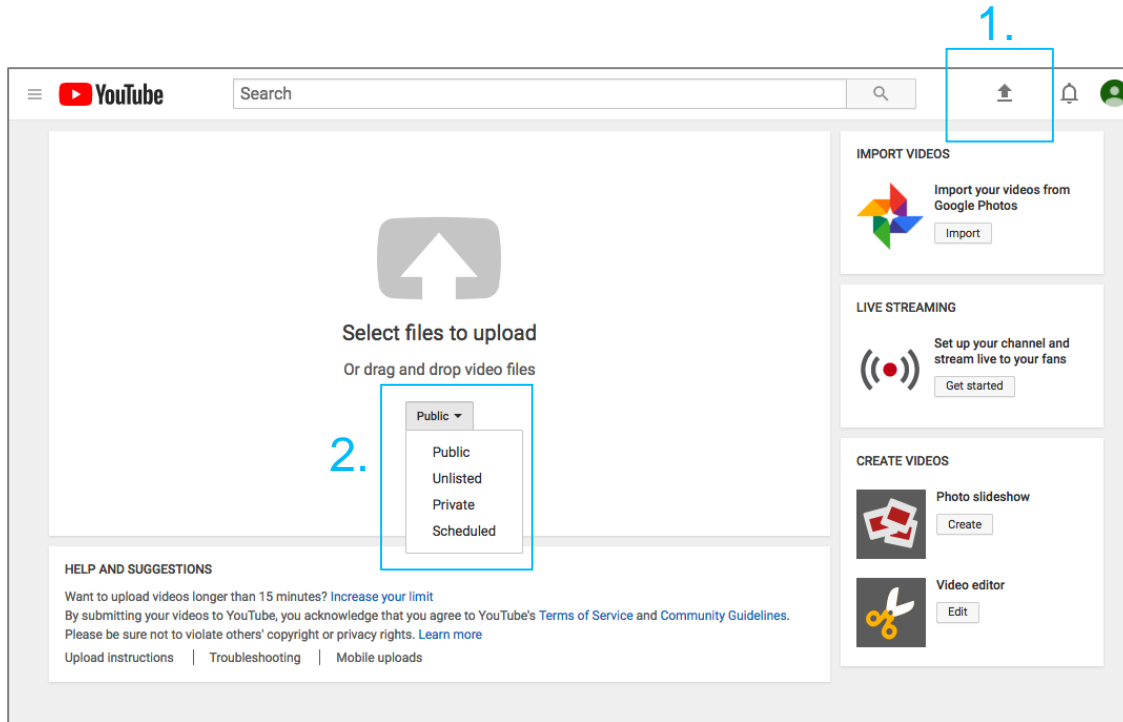 1.
YouTube
Search
Select files to upload
Or drag and drop video files
2.
Public
Public
Unlisted
Private
Scheduled
HELP AND SUGGESTIONS
Want to upload videos longer than 15 minutes? Increase your limit
By submitting your videos to YouTube, you acknowledge that you agree to YouTube's Terms of Service and Community Guidelines.
Please be sure not to violate others' copyright or privacy rights. Learn more
Upload instructions | Troubleshooting | Mobile uploads
IMPORT VIDEOS
Import your videos from
Google Photos
Import
LIVE STREAMING
Set up your channel and
stream live to your fans
Get started
CREATE VIDEOS
Photo slideshow
Create
Video editor
Edit